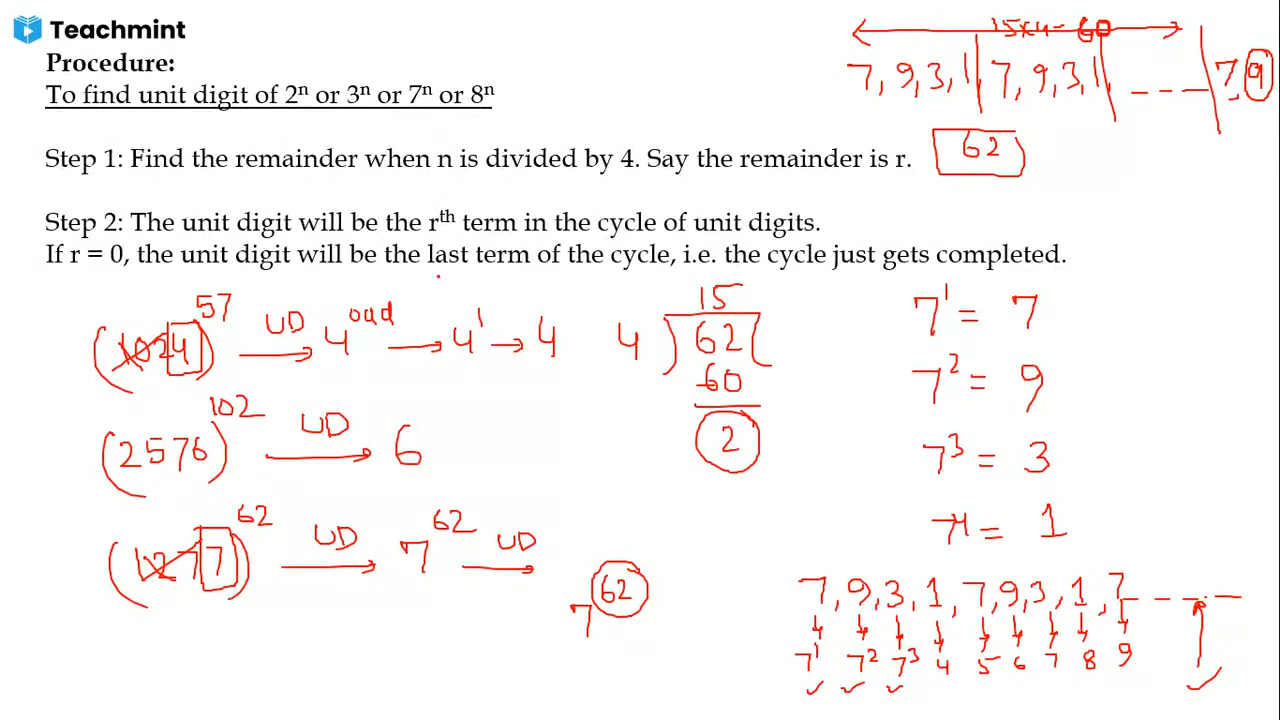 Teachmint
15×4=60
Procedure:
7, 9, 3, 1 | 7, 9, 3, 1 | ---- | 7, 9
To find unit digit of 2ⁿ or 3ⁿ or 7ⁿ or 8ⁿ
Step 1: Find the remainder when n is divided by 4. Say the remainder is r.
62
Step 2: The unit digit will be the rᵗʰ term in the cycle of unit digits.
If r = 0, the unit digit will be the last term of the cycle, i.e. the cycle just gets completed.
(1024)⁵⁷ UD → 4ᵒᵈᵈ → 4¹ → 4
15
4 ) 62 (
60
2
7¹ = 7
7² = 9
7³ = 3
7⁴ = 1
(2576)¹⁰² UD → 6
(1277)⁶² UD → 7⁶² UD →
7⁶²
7, 9, 3, 1, 7, 9, 3, 1, 7 -----
7¹ 7² 7³ 4 5 6 7 8 9